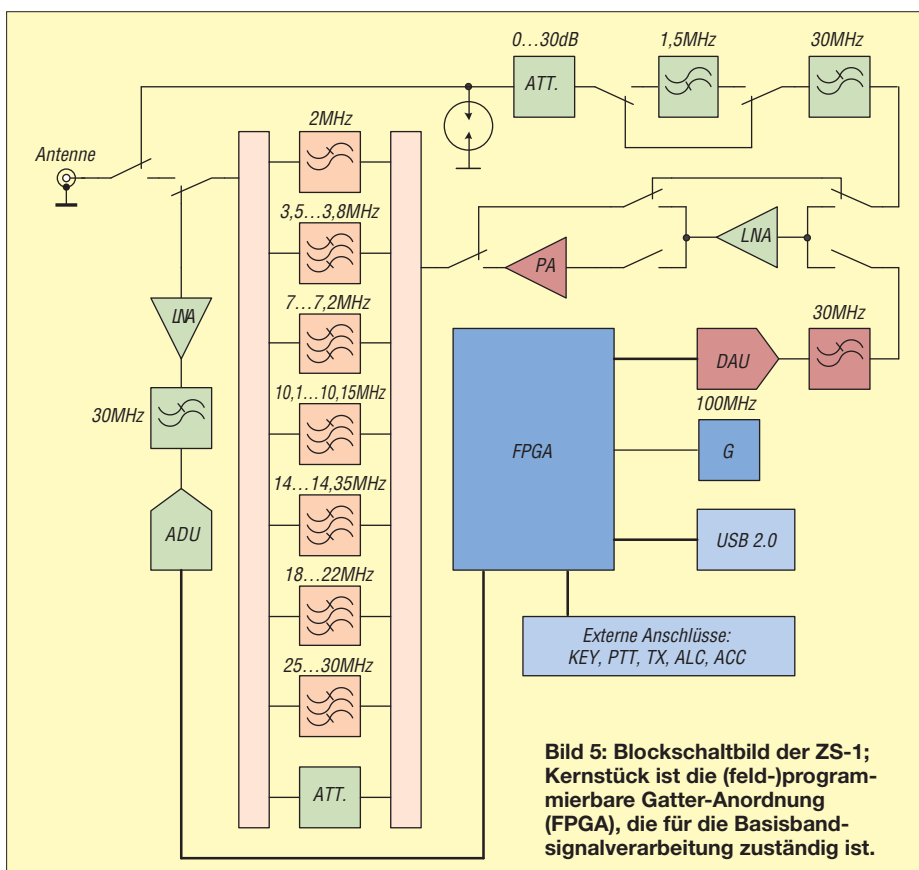 0...30dB
1,5MHz
30MHz
ATT.
2MHz
Antenne
3,5...3,8MHz
LNA
PA
7...7,2MHz
LNA
30MHz
DAU
30MHz
10,1...10,15MHz
100MHz
FPGA
G
14...14,35MHz
ADU
USB 2.0
18...22MHz
Externe Anschlüsse:
KEY, PTT, TX, ALC, ACC
25...30MHz
ATT.
Bild 5: Blockschaltbild der ZS-1;
Kernstück ist die (feld-)program-
mierbare Gatter-Anordnung
(FPGA), die für die Basisband-
signalverarbeitung zuständig ist.